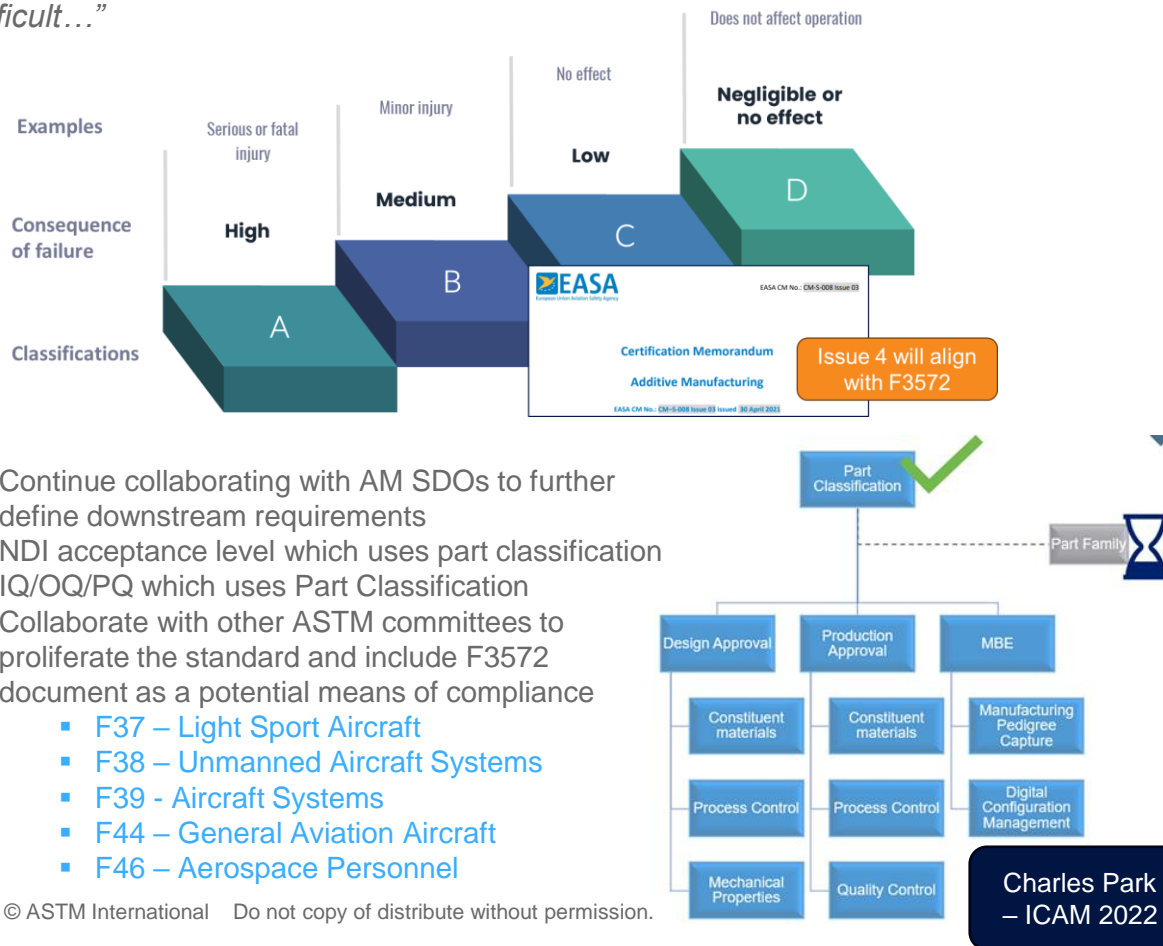 ficult…”
Does not affect operation
No effect
Negligible or
no effect
Minor injury
Examples
Serious or fatal
injury
Low
Medium
Consequence
of failure
High
D
C
B
A
Classifications
EASA
European Union Aviation Safety Agency
EASA CM No.: CM-S-008 Issue 03
Certification Memorandum
Additive Manufacturing
EASA CM No.: CM–S-008 Issue 03 issued 30 April 2021
Issue 4 will align
with F3572
Continue collaborating with AM SDOs to further
define downstream requirements
NDI acceptance level which uses part classification
IQ/OQ/PQ which uses Part Classification
Collaborate with other ASTM committees to
proliferate the standard and include F3572
document as a potential means of compliance
▪ F37 – Light Sport Aircraft
▪ F38 – Unmanned Aircraft Systems
▪ F39 - Aircraft Systems
▪ F44 – General Aviation Aircraft
▪ F46 – Aerospace Personnel
Part
Classification
Part Family
Design Approval
Production
Approval
MBE
Constituent
materials
Constituent
materials
Manufacturing
Pedigree
Capture
Process Control
Process Control
Digital
Configuration
Management
Mechanical
Properties
Quality Control
Charles Park
– ICAM 2022
© ASTM International Do not copy of distribute without permission.